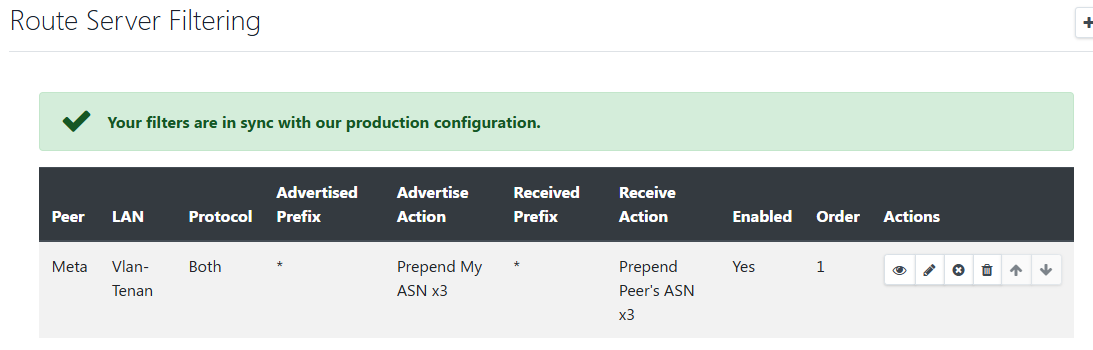 Route Server Filtering
Your filters are in sync with our production configuration.
Peer LAN Protocol Advertised Prefix Advertise Action Received Prefix Receive Action Enabled Order Actions
Meta Vlan-Tenan Both * Prepend My ASN x3 * Prepend Peer's ASN x3 Yes 1